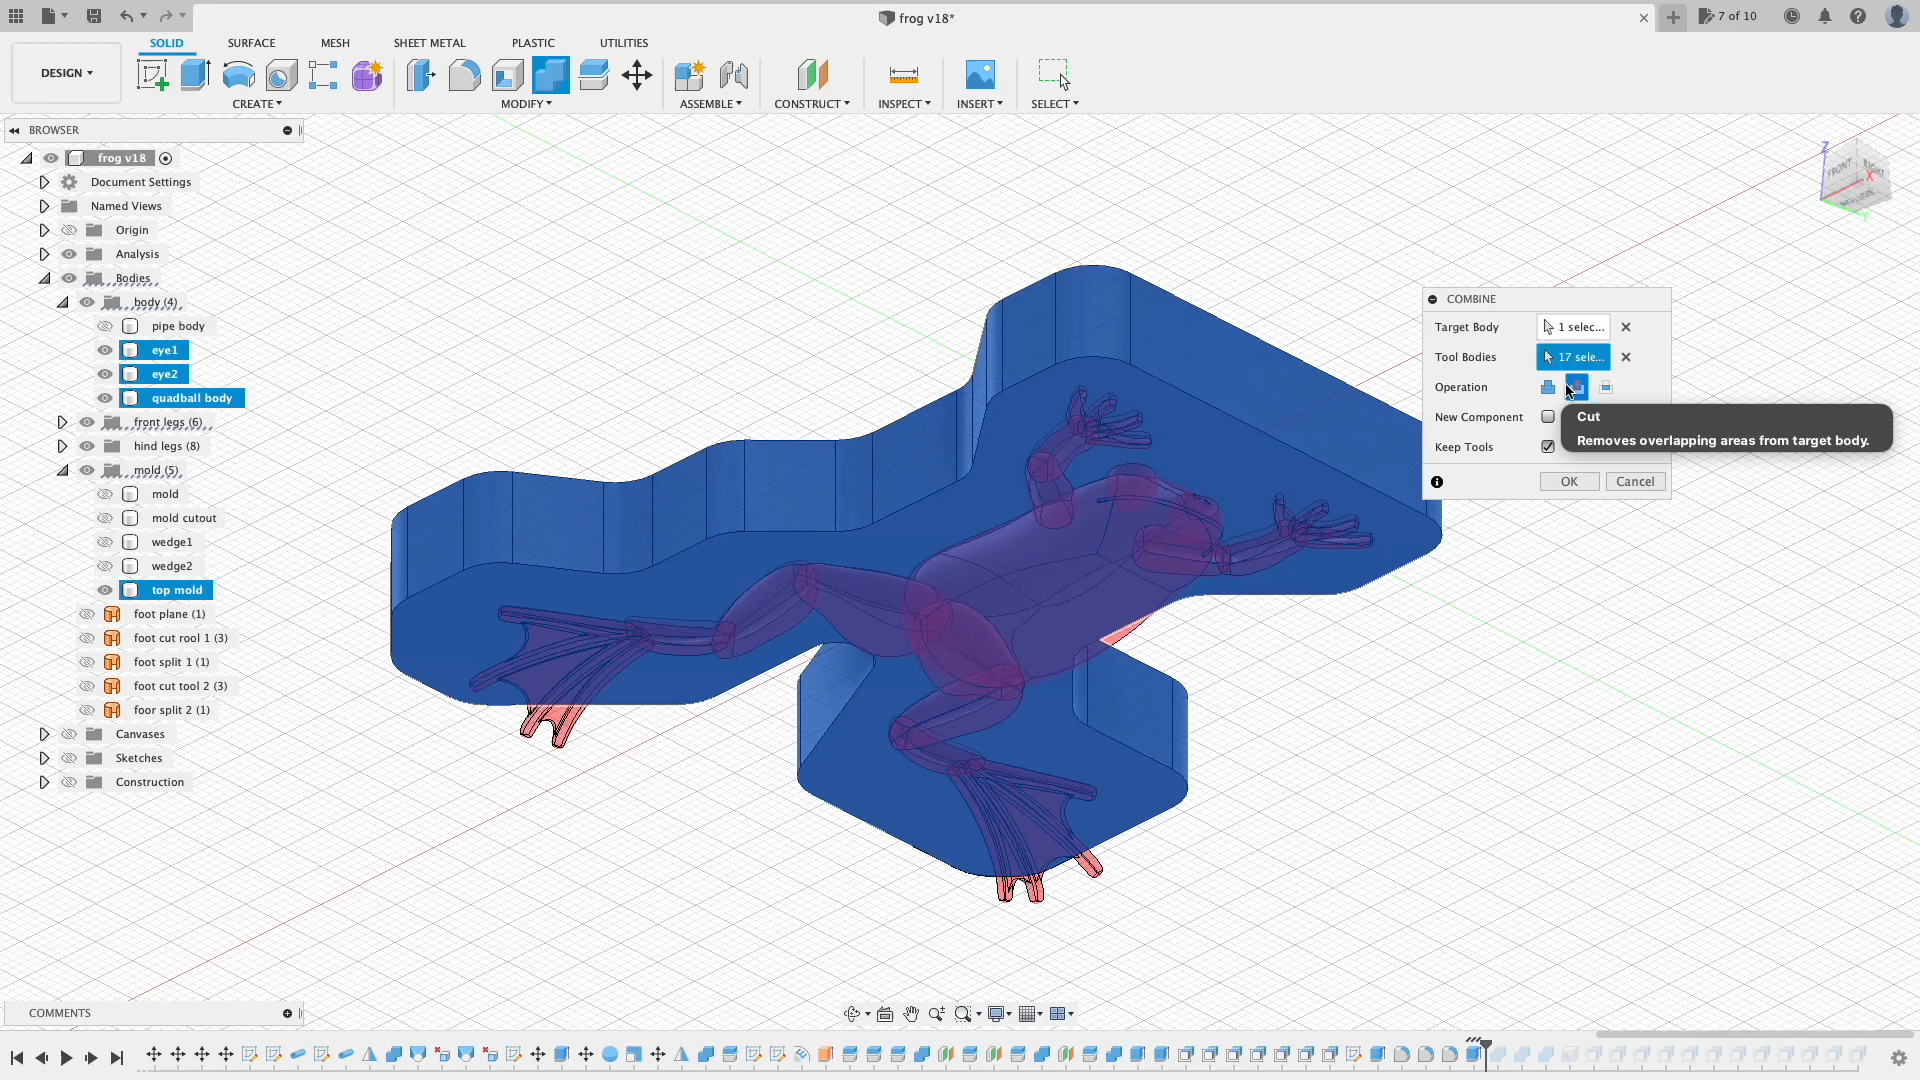 frog v18*
7 of 10
DESIGN
SOLID
SURFACE
MESH
SHEET METAL
PLASTIC
UTILITIES
CREATE
MODIFY
ASSEMBLE
CONSTRUCT
INSPECT
INSERT
SELECT
BROWSER
frog v18
Document Settings
Named Views
Origin
Analysis
Bodies
body (4)
pipe body
eye1
eye2
quadball body
front legs (6)
hind legs (8)
mold (5)
mold
mold cutout
wedge1
wedge2
top mold
foot plane (1)
foot cut rool 1 (3)
foot split 1 (1)
foot cut tool 2 (3)
foor split 2 (1)
Canvases
Sketches
Construction
Z
FRONT
RIGHT
X
Y
COMBINE
Target Body
1 selec...
Tool Bodies
17 sele...
Operation
New Component
Keep Tools
OK
Cancel
Cut
Removes overlapping areas from target body.
COMMENTS